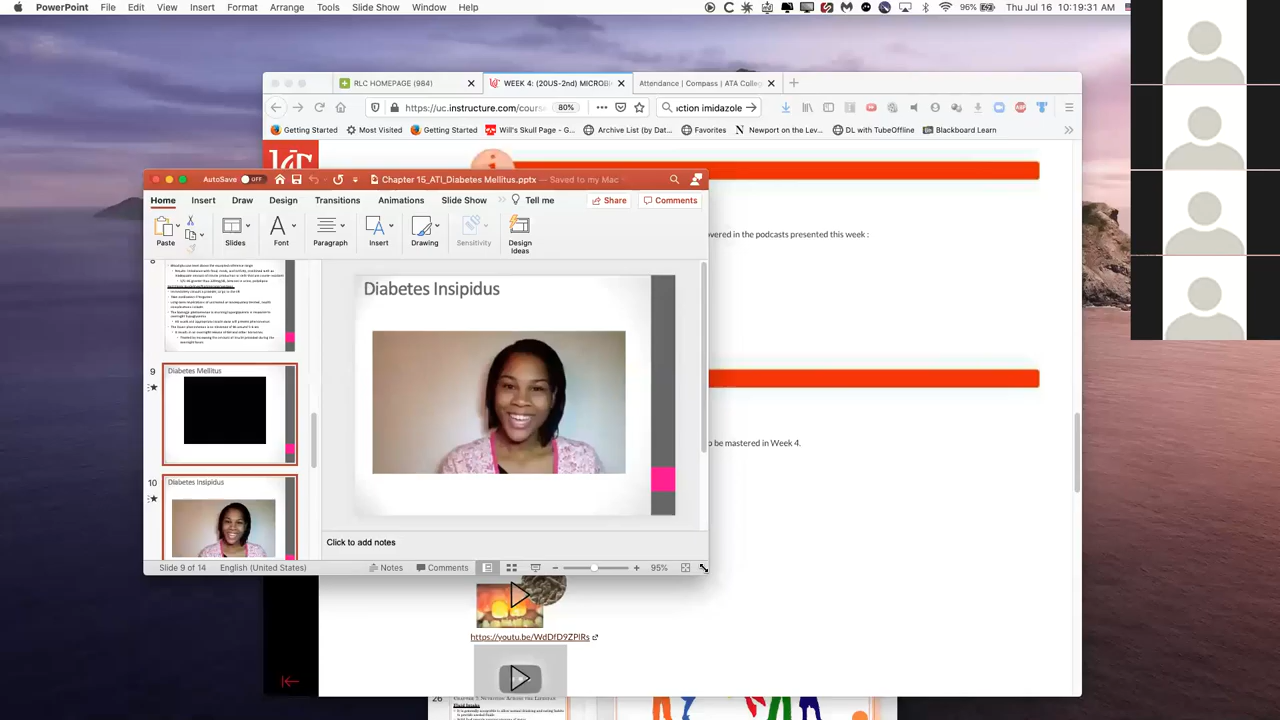 PowerPoint File Edit View Insert Format Arrange Tools Slide Show Window Help 96% Thu Jul 16 10:19:31 AM
RLC HOMEPAGE (984) WEEK 4: (20US-2nd) MICROBI Attendance | Compass | ATA Colleg
https://uc.instructure.com/cours 80% ction imidazole
Getting Started Most Visited Getting Started Will's Skull Page – G... Archive List (by Dat... Favorites Newport on the Lev... DL with TubeOffline Blackboard Learn
AutoSave OFF Chapter 15_ATI_Diabetes Mellitus.pptx — Saved to my Mac
Home Insert Draw Design Transitions Animations Slide Show Tell me Share Comments
Paste Slides Font Paragraph Insert Drawing Sensitivity Design Ideas
overed in the podcasts presented this week :
Diabetes Insipidus
9 Diabetes Mellitus
o be mastered in Week 4.
10 Diabetes Insipidus
Click to add notes
Slide 9 of 14 English (United States) Notes Comments 95%
https://youtu.be/WdDfD9ZPlRs
26